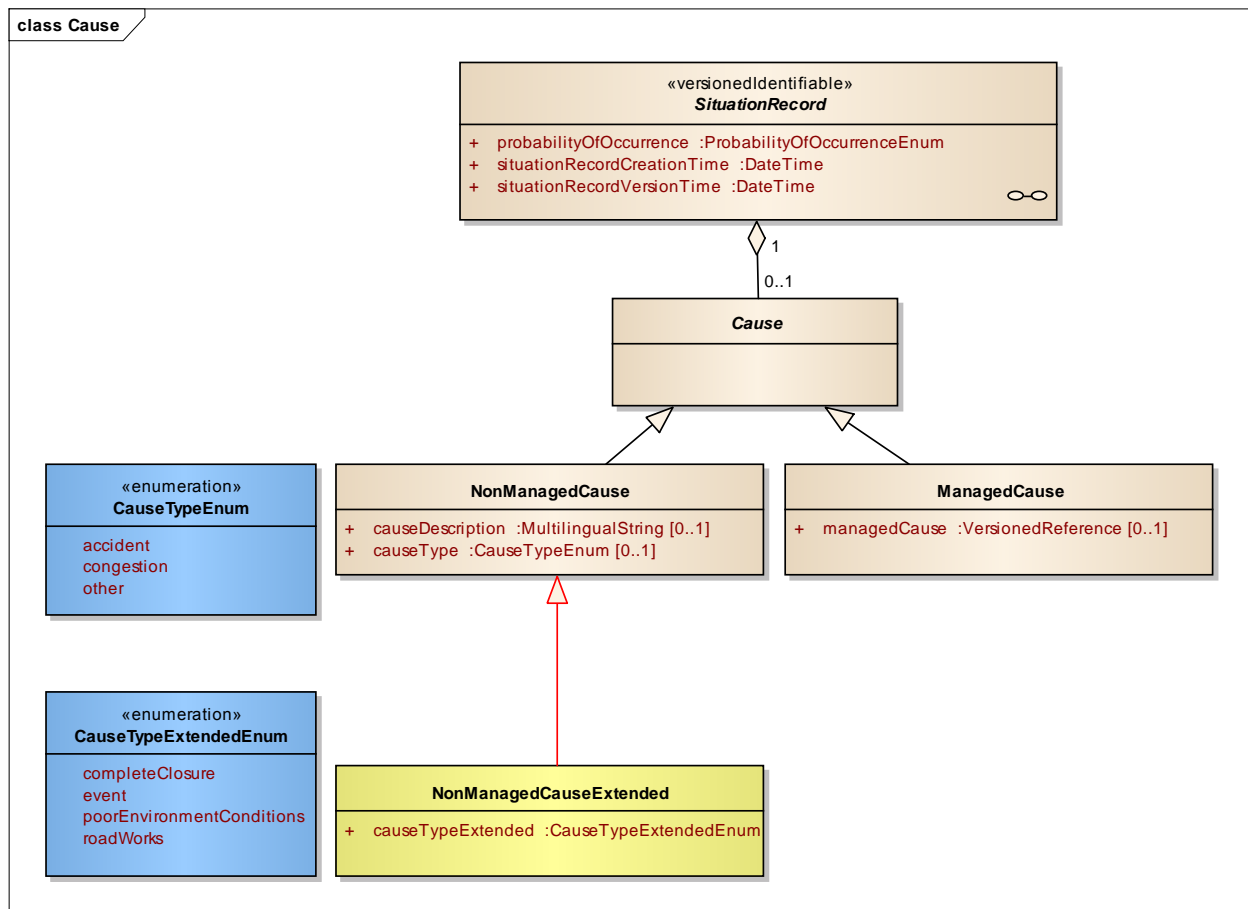 class Cause
«versionedIdentifiable»
SituationRecord
+ probabilityOfOccurrence :ProbabilityOfOccurrenceEnum
+ situationRecordCreationTime :DateTime
+ situationRecordVersionTime :DateTime
1
0..1
Cause
«enumeration»
CauseTypeEnum
accident
congestion
other
NonManagedCause
+ causeDescription :MultilingualString [0..1]
+ causeType :CauseTypeEnum [0..1]
ManagedCause
+ managedCause :VersionedReference [0..1]
«enumeration»
CauseTypeExtendedEnum
completeClosure
event
poorEnvironmentConditions
roadWorks
NonManagedCauseExtended
+ causeTypeExtended :CauseTypeExtendedEnum